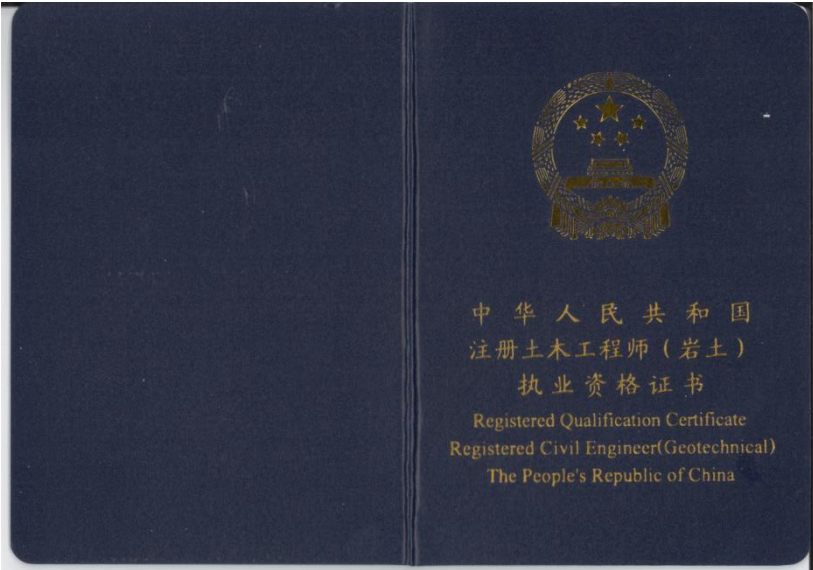 中华人民共和国
注册土木工程师（岩土）
执业资格证书
Registered Qualification Certificate
Registered Civil Engineer(Geotechnical)
The People's Republic of China